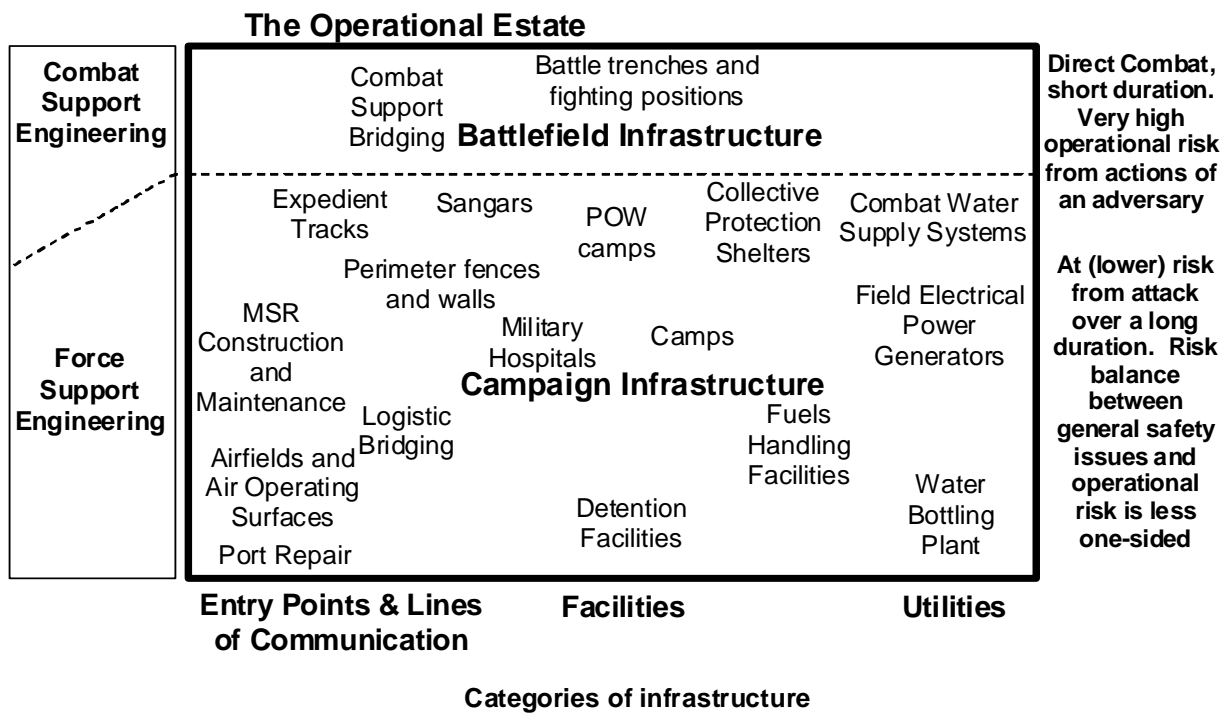 The Operational Estate
Combat
Support
Engineering
Force
Support
Engineering
Combat
Support
Bridging
Battle trenches and
fighting positions
Battlefield Infrastructure
Expedient
Tracks
Sangars
POW
camps
Collective
Protection
Shelters
Combat Water
Supply Systems
Perimeter fences
and walls
MSR
Construction
and
Maintenance
Military
Hospitals
Camps
Field Electrical
Power
Generators
Campaign Infrastructure
Logistic
Bridging
Fuels
Handling
Facilities
Airfields and
Air Operating
Surfaces
Detention
Facilities
Water
Bottling
Plant
Port Repair
Direct Combat,
short duration.
Very high
operational risk
from actions of
an adversary
At (lower) risk
from attack
over a long
duration. Risk
balance
between
general safety
issues and
operational
risk is less
one-sided
Entry Points & Lines
of Communication
Facilities
Utilities
Categories of infrastructure